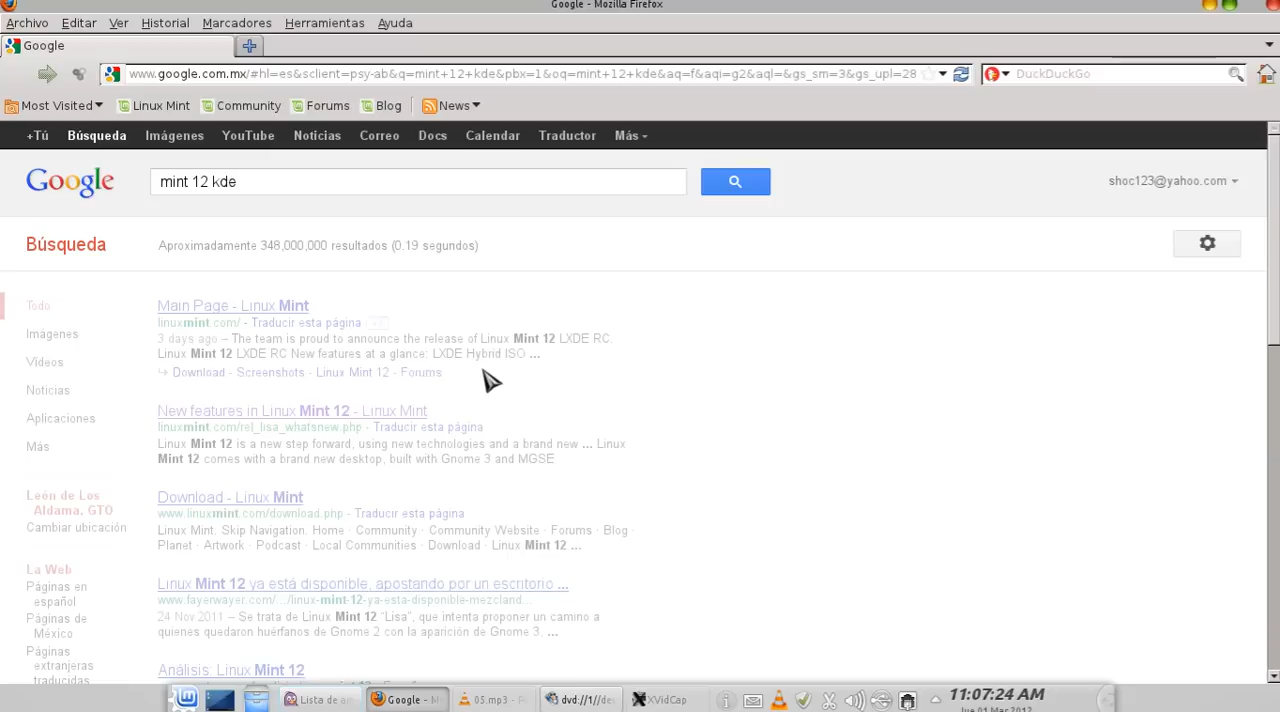 Google - Mozilla Firefox
Archivo Editar Ver Historial Marcadores Herramientas Ayuda
Google
www.google.com.mx/#hl=es&sclient=psy-ab&q=mint+12+kde&pbx=1&oq=mint+12+kde&aq=f&aqi=g2&aql=&gs_sm=3&gs_upl=28
DuckDuckGo
Most Visited Linux Mint Community Forums Blog News
+Tú Búsqueda Imágenes YouTube Noticias Correo Docs Calendar Traductor Más
Google
mint 12 kde
shoc123@yahoo.com
Búsqueda
Aproximadamente 348,000,000 resultados (0.19 segundos)
Todo
Imágenes
Vídeos
Noticias
Aplicaciones
Más
León de Los
Aldama, GTO
Cambiar ubicación
La Web
Páginas en
español
Páginas de
México
Páginas
extranjeras
traducidas
Main Page - Linux Mint
linuxmint.com/ - Traducir esta página
3 days ago – The team is proud to announce the release of Linux Mint 12 LXDE RC.
Linux Mint 12 LXDE RC New features at a glance: LXDE Hybrid ISO ...
Download - Screenshots - Linux Mint 12 - Forums
New features in Linux Mint 12 - Linux Mint
linuxmint.com/rel_lisa_whatsnew.php - Traducir esta página
Linux Mint 12 is a new step forward, using new technologies and a brand new ... Linux
Mint 12 comes with a brand new desktop, built with Gnome 3 and MGSE
Download - Linux Mint
www.linuxmint.com/download.php - Traducir esta página
Linux Mint. Skip Navigation. Home · Community · Community Website · Forums · Blog ·
Planet · Artwork · Podcast · Local Communities · Download · Linux Mint 12 ...
Linux Mint 12 ya está disponible, apostando por un escritorio ...
www.fayerwayer.com/.../linux-mint-12-ya-esta-disponible-mezcland...
24 Nov 2011 – Se trata de Linux Mint 12 "Lisa", que intenta proponer un camino a
quienes quedaron huérfanos de Gnome 2 con la aparición de Gnome 3. ...
Análisis: Linux Mint 12
Lista de
Google - M
05.mp3 -
dvd://1//de
XVidCap
11:07:24 AM
jue 01 Mar 2012